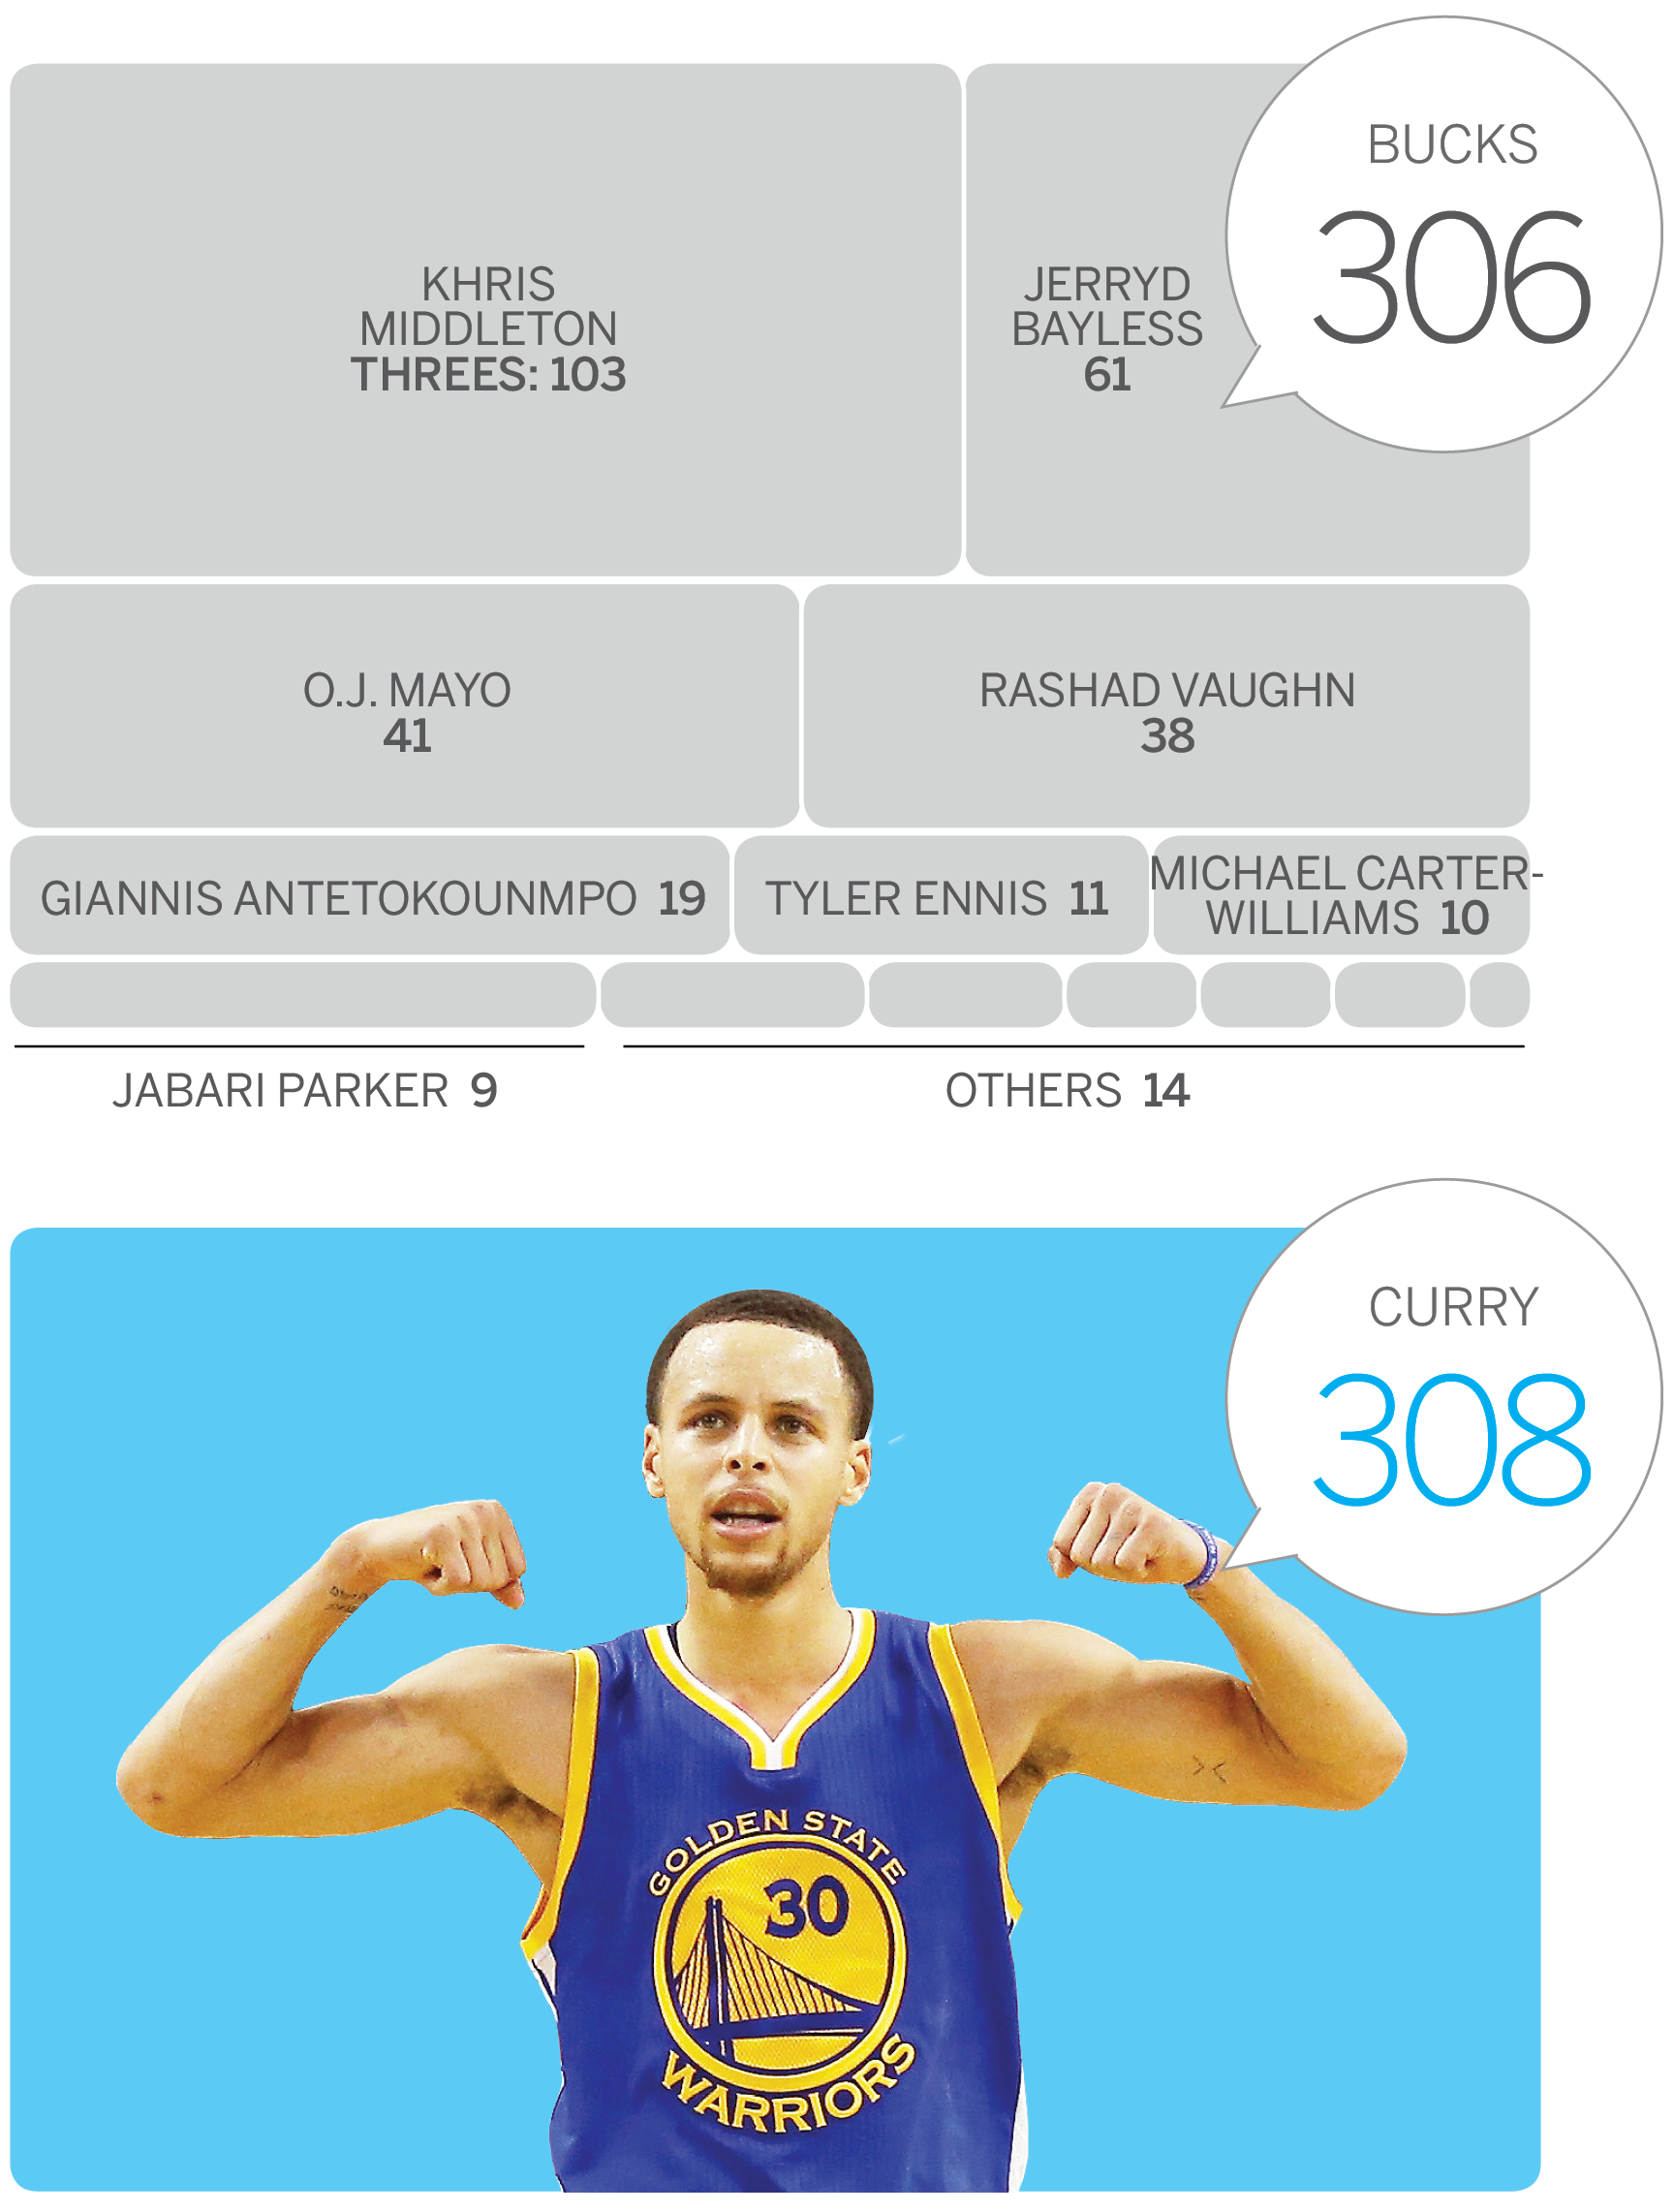 BUCKS
306
KHRIS
MIDDLETON
THREES: 103
JERRYD
BAYLESS
61
O.J. MAYO
41
RASHAD VAUGHN
38
GIANNIS ANTETOKOUNMPO 19
TYLER ENNIS 11
MICHAEL CARTER-
WILLIAMS 10
JABARI PARKER 9
OTHERS 14
CURRY
308
GOLDEN STATE
30
WARRIORS